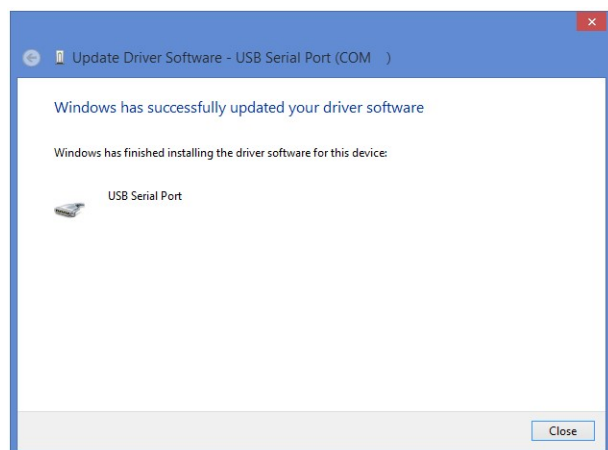 Update Driver Software - USB Serial Port (COM    )
Windows has successfully updated your driver software
Windows has finished installing the driver software for this device:
USB Serial Port
Close